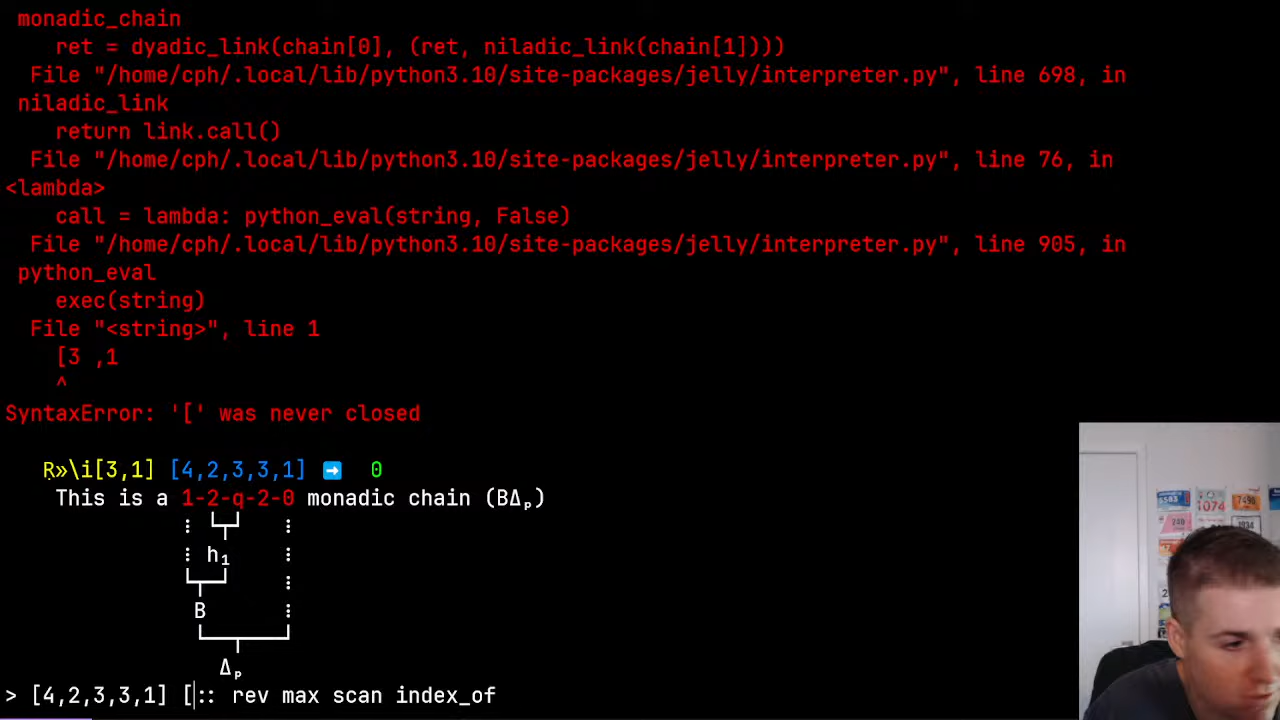 monadic_chain
ret = dyadic_link(chain[0], (ret, niladic_link(chain[1])))
File "/home/cph/.local/lib/python3.10/site-packages/jelly/interpreter.py", line 698, in
niladic_link
return link.call()
File "/home/cph/.local/lib/python3.10/site-packages/jelly/interpreter.py", line 76, in
<lambda>
call = lambda: python_eval(string, False)
File "/home/cph/.local/lib/python3.10/site-packages/jelly/interpreter.py", line 905, in
python_eval
exec(string)
File "<string>", line 1
[3 ,1
^
SyntaxError: '[' was never closed
R»\i[3,1] [4,2,3,3,1] ➡ 0
This is a 1-2-q-2-0 monadic chain (BΔₚ)
h₁
B
Δₚ
> [4,2,3,3,1] [:: rev max scan index_of